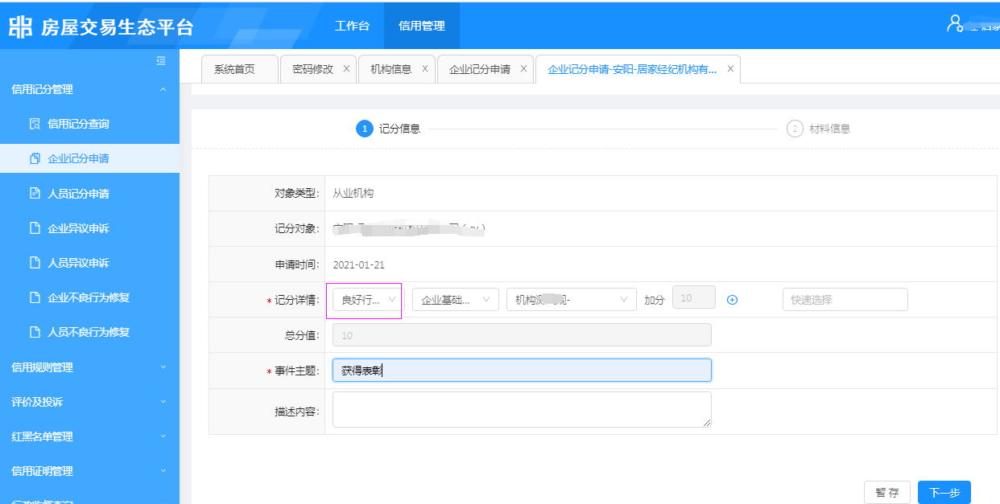 房屋交易生态平台
工作台
信用管理
系统首页
密码修改 X
机构信息 X
企业记分申请 X
企业记分申请-安阳-居家经纪机构有... X
信用记分管理
信用记分查询
企业记分申请
人员记分申请
企业异议申诉
人员异议申诉
企业不良行为修复
人员不良行为修复
信用规则管理
评价及投诉
红黑名单管理
信用证明管理
1 记分信息
2 材料信息
对象类型: 从业机构
记分对象:
申请时间: 2021-01-21
* 记分详情: 良好行... 企业基础... 机构 加分 10 快速选择
总分值: 10
* 事件主题: 获得表彰
描述内容:
暂 存
下一步